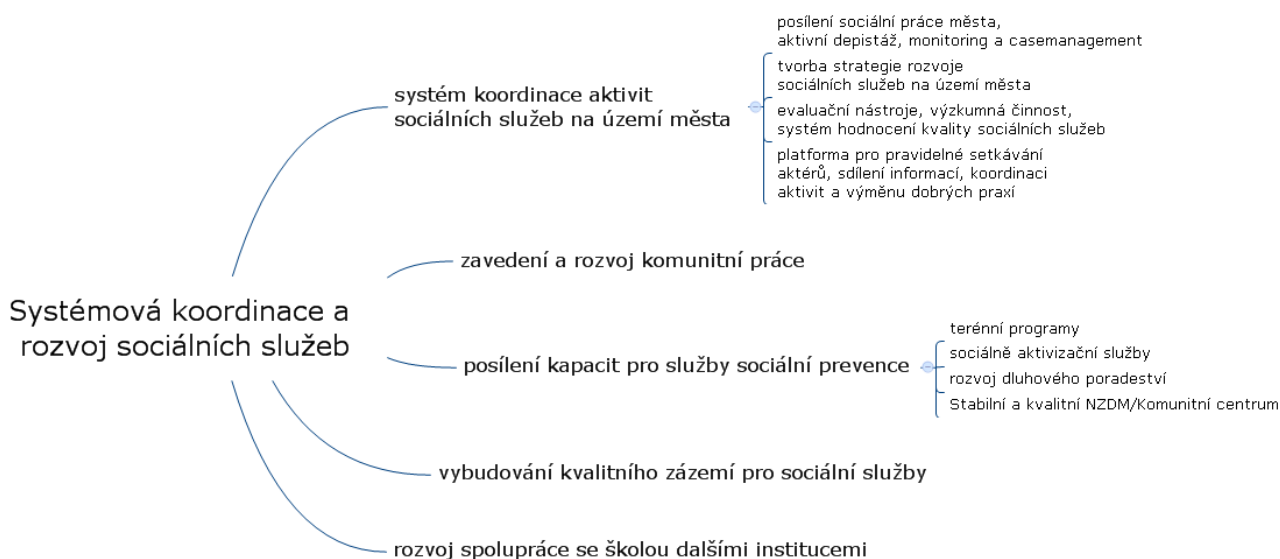 Systémová koordinace a
rozvoj sociálních služeb
systém koordinace aktivit
sociálních služeb na území města
posílení sociální práce města,
aktivní depistáž, monitoring a casemanagement
tvorba strategie rozvoje
sociálních služeb na území města
evaluační nástroje, výzkumná činnost,
systém hodnocení kvality sociálních služeb
platforma pro pravidelné setkávání
aktérů, sdílení informací, koordinaci
aktivit a výměnu dobrých praxí
zavedení a rozvoj komunitní práce
posílení kapacit pro služby sociální prevence
terénní programy
sociálně aktivizační služby
rozvoj dluhového poradeství
Stabilní a kvalitní NZDM/Komunitní centrum
vybudování kvalitního zázemí pro sociální služby
rozvoj spolupráce se školou dalšími institucemi